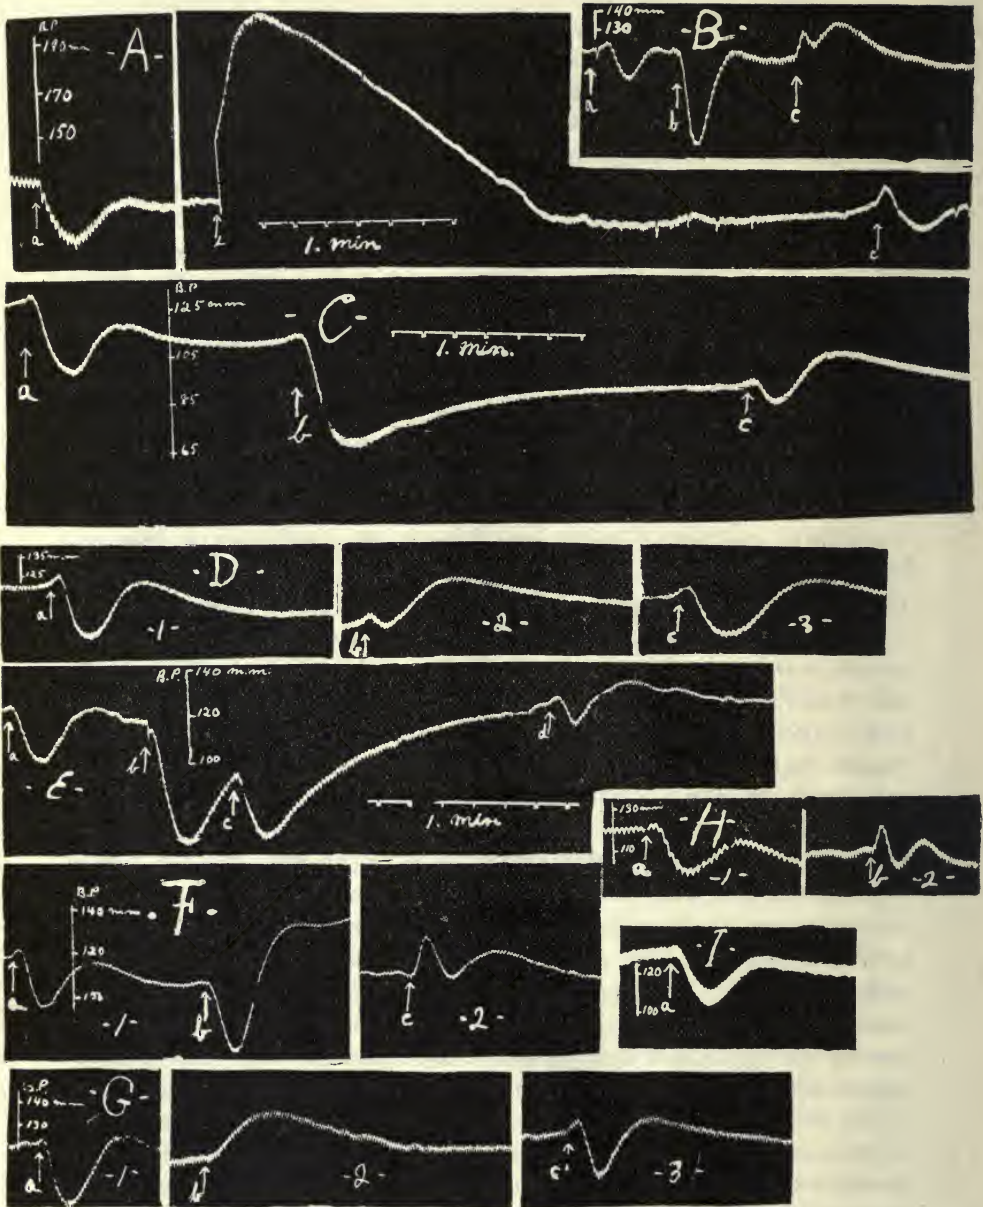 B.P.
190 mm
170
150
- A -
a
1. min
c
140 mm
130
- B -
a
b
c
B.P
125 mm
105
85
65
- C -
1. min.
a
b
c
135 mm
125
- D -
a
-1-
b
-2-
c
-3-
B.P.
140 m.m.
120
100
- E -
a
b
c
d
1. min
130 mm
110
- H -
a
-1-
b
-2-
B.P
140 mm.
120
100
- F -
a
-1-
b
c
-2-
- I -
120
100
a
B.P.
140 mm
130
- G -
a
-1-
b
-2-
c
-3-